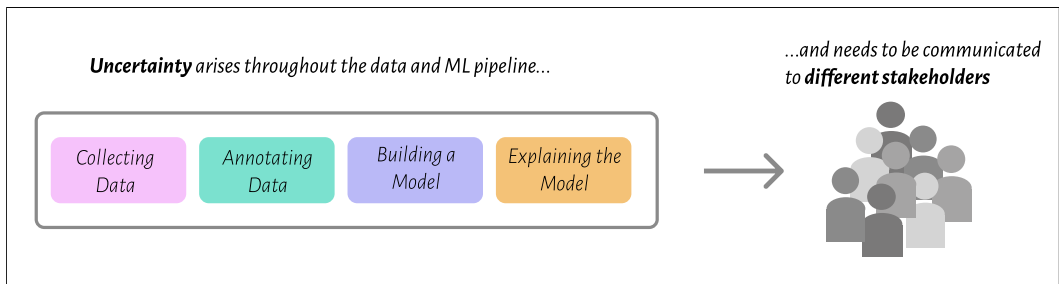 Uncertainty arises throughout the data and ML pipeline...
...and needs to be communicated
to different stakeholders
Collecting
Data
Annotating
Data
Building a
Model
Explaining the
Model